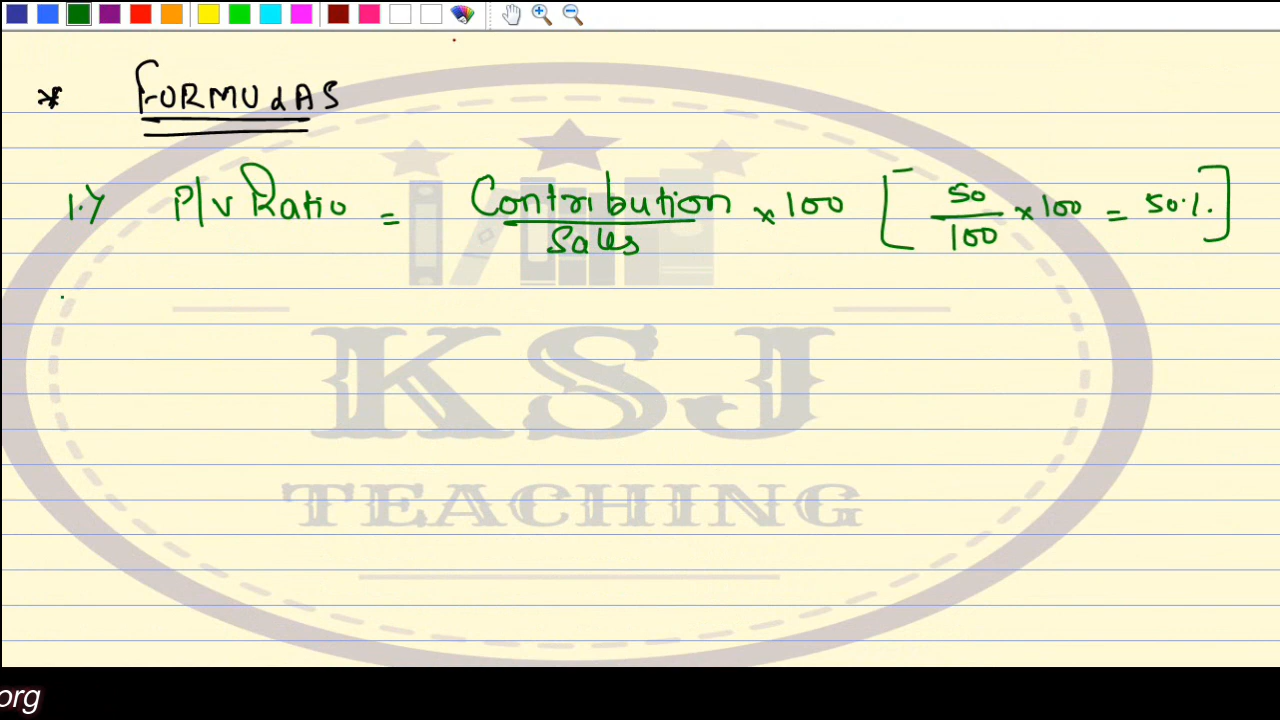 * FORMULAS
1.) P/V Ratio = Contribution / Sales × 100 [ 50 / 100 × 100 = 50%. ]
KSJ
TEACHING
org